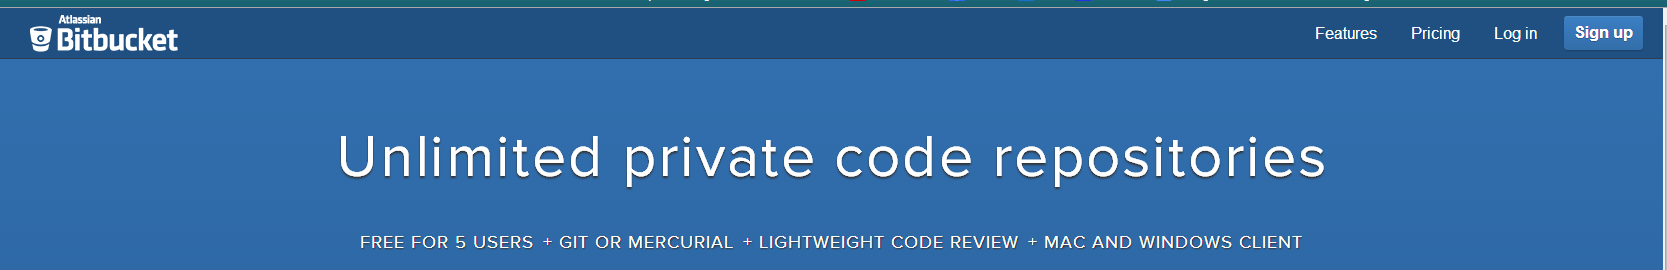 Atlassian
Bitbucket
Features Pricing Log in Sign up
Unlimited private code repositories
FREE FOR 5 USERS + GIT OR MERCURIAL + LIGHTWEIGHT CODE REVIEW + MAC AND WINDOWS CLIENT